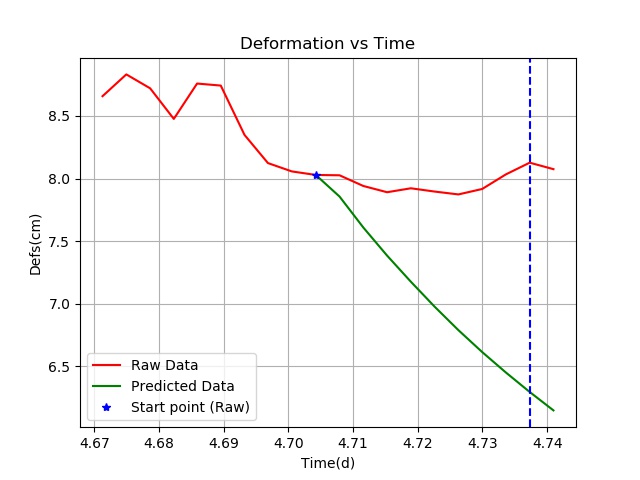 Deformation vs Time
Defs(cm)
8.5
8.0
7.5
7.0
6.5
Raw Data
Predicted Data
Start point (Raw)
4.67 4.68 4.69 4.70 4.71 4.72 4.73 4.74
Time(d)